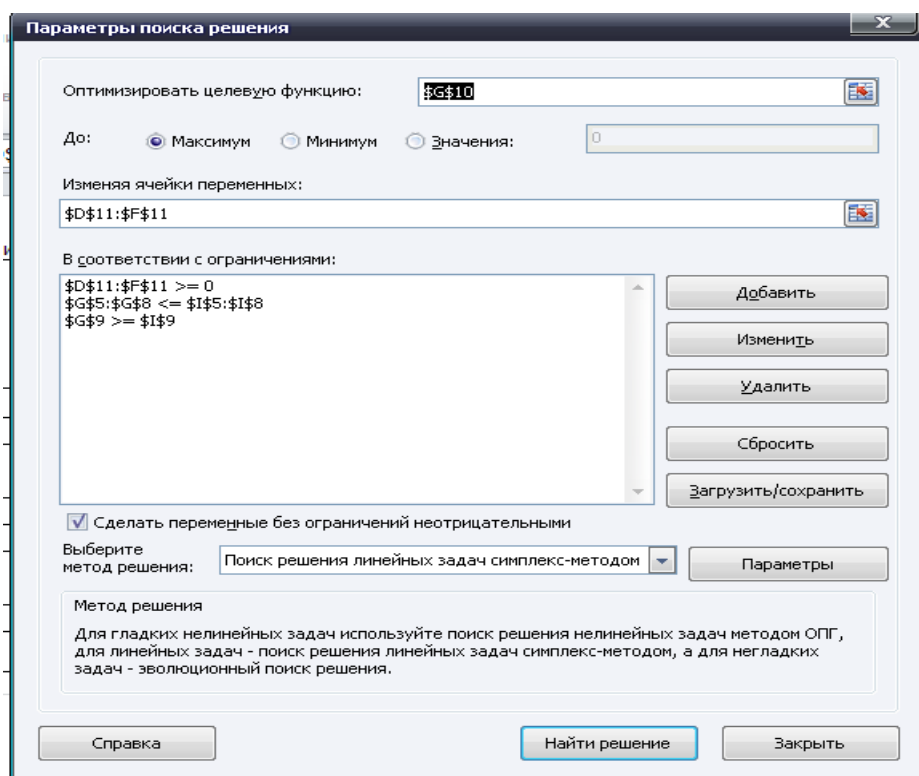 Параметры поиска решения
x
Оптимизировать целевую функцию: $G$10
До: Максимум Минимум Значения: 0
Изменяя ячейки переменных:
$D$11:$F$11
В соответствии с ограничениями:
$D$11:$F$11 >= 0
$G$5:$G$8 <= $I$5:$I$8
$G$9 >= $I$9
Добавить
Изменить
Удалить
Сбросить
Загрузить/сохранить
Сделать переменные без ограничений неотрицательными
Выберите
метод решения:
Поиск решения линейных задач симплекс-методом
Параметры
Метод решения
Для гладких нелинейных задач используйте поиск решения нелинейных задач методом ОПГ,
для линейных задач - поиск решения линейных задач симплекс-методом, а для негладких
задач - эволюционный поиск решения.
Справка Найти решение Закрыть